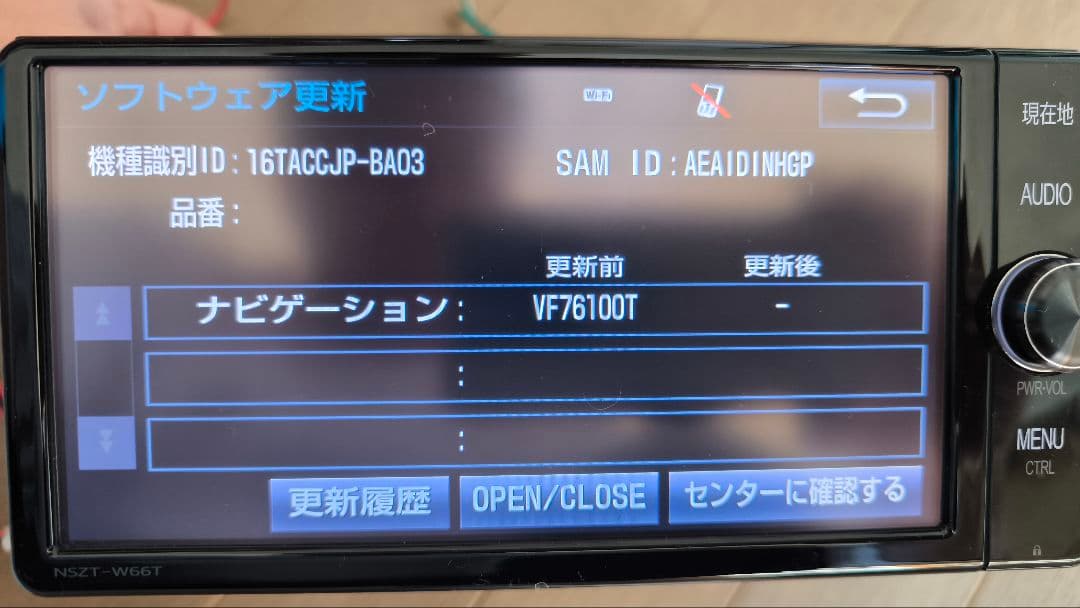 ソフトウェア更新
Wi-Fi
機種識別ID:16TACCJP-BA03
SAM ID:AEAIDINHGP
品番:
更新前 更新後
ナビゲーション: VF76100T -
:
:
更新履歴 OPEN/CLOSE センターに確認する
現在地
AUDIO
PWR·VOL
MENU
CTRL
NSZT-W66T